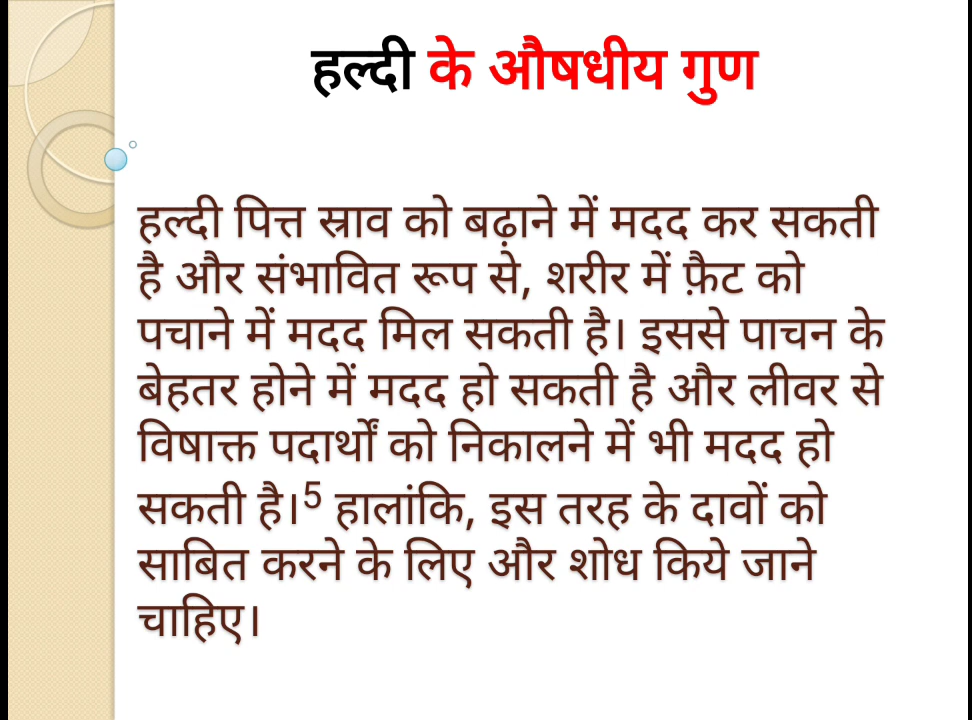 हल्दी के औषधीय गुण
हल्दी पित्त स्राव को बढ़ाने में मदद कर सकती
है और संभावित रूप से, शरीर में फ़ैट को
पचाने में मदद मिल सकती है। इससे पाचन के
बेहतर होने में मदद हो सकती है और लीवर से
विषाक्त पदार्थों को निकालने में भी मदद हो
सकती है।⁵ हालांकि, इस तरह के दावों को
साबित करने के लिए और शोध किये जाने
चाहिए।